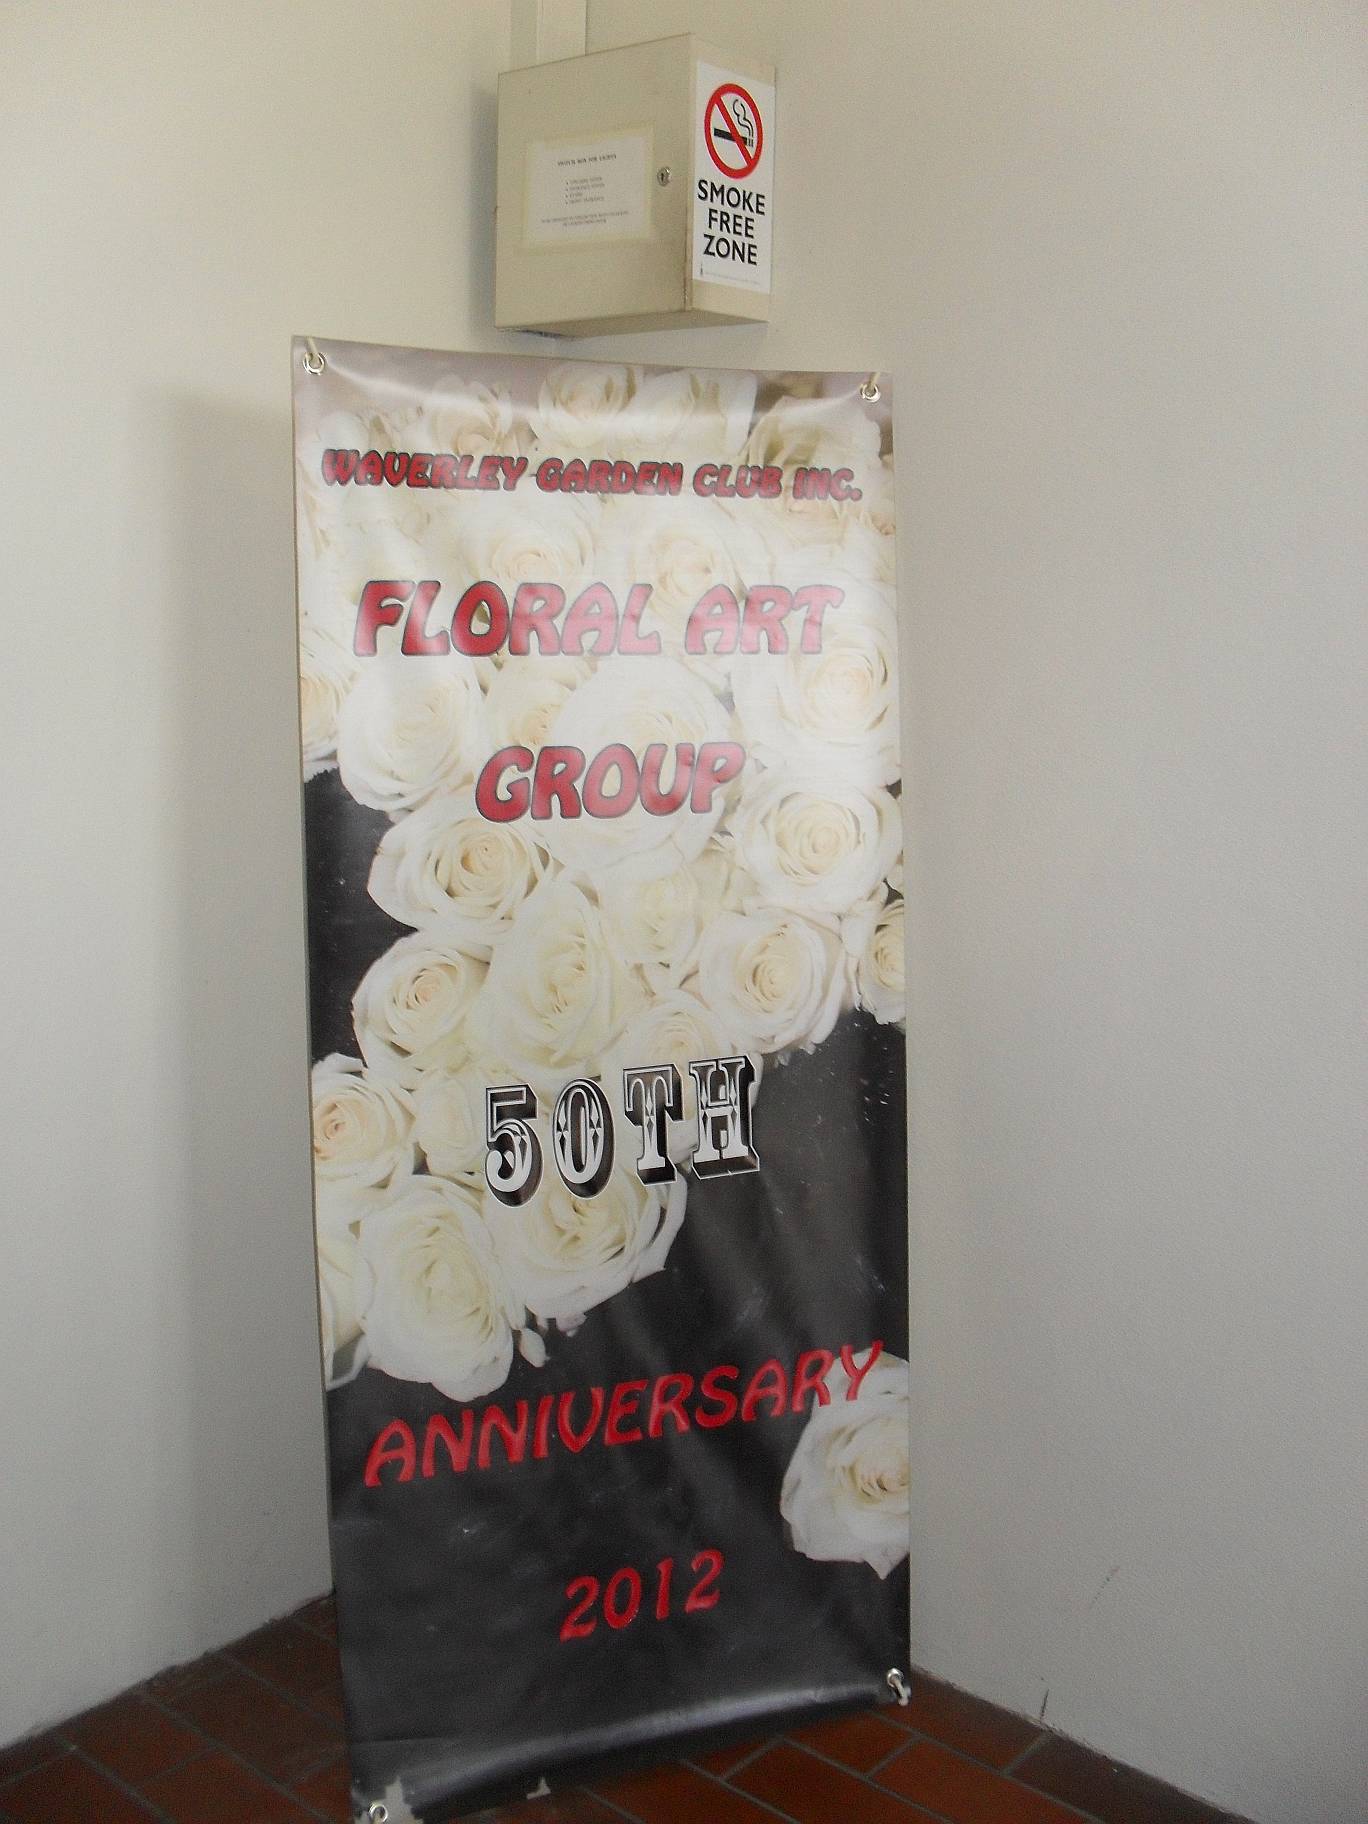 SMOKE
FREE
ZONE
WAVERLEY GARDEN CLUB INC.
FLORAL ART
GROUP
50TH
ANNIVERSARY
2012